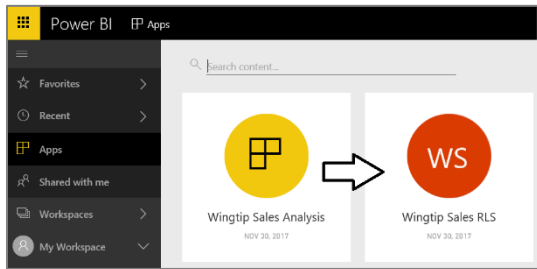 Power BI
Apps
Search content...
Favorites
Recent
Apps
Shared with me
Workspaces
My Workspace
WS
Wingtip Sales Analysis
NOV 30, 2017
Wingtip Sales RLS
NOV 30, 2017